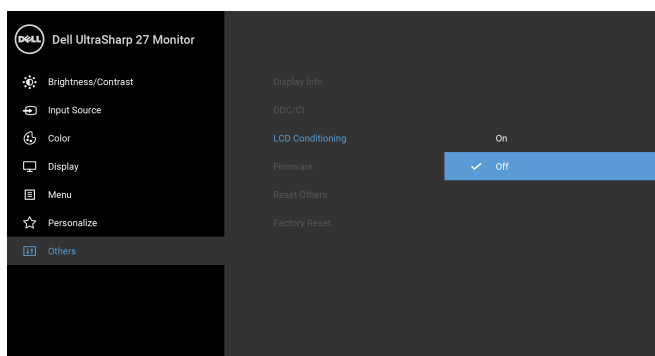 DELL
Dell UltraSharp 27 Monitor
Brightness/Contrast
Input Source
Color
Display
Menu
Personalize
Others
Display Info
DDC/CI
LCD Conditioning
Firmware
Reset Others
Factory Reset
On
Off